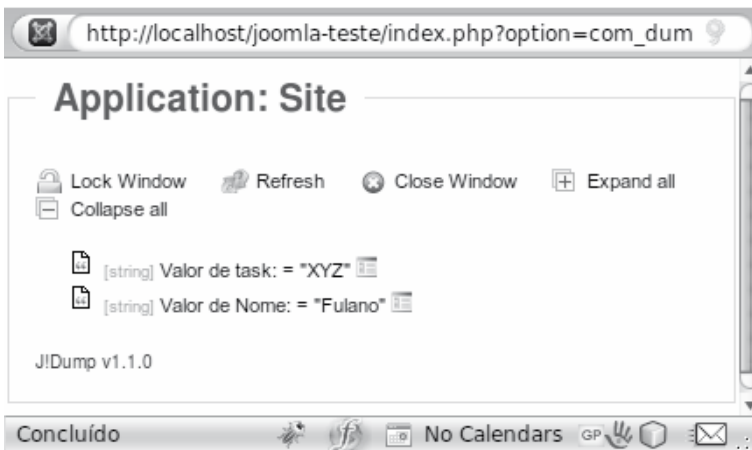 http://localhost/joomla-teste/index.php?option=com_dum
Application: Site
Lock Window Refresh Close Window Expand all
Collapse all
[string] Valor de task: = "XYZ"
[string] Valor de Nome: = "Fulano"
J!Dump v1.1.0
Concluído No Calendars GP